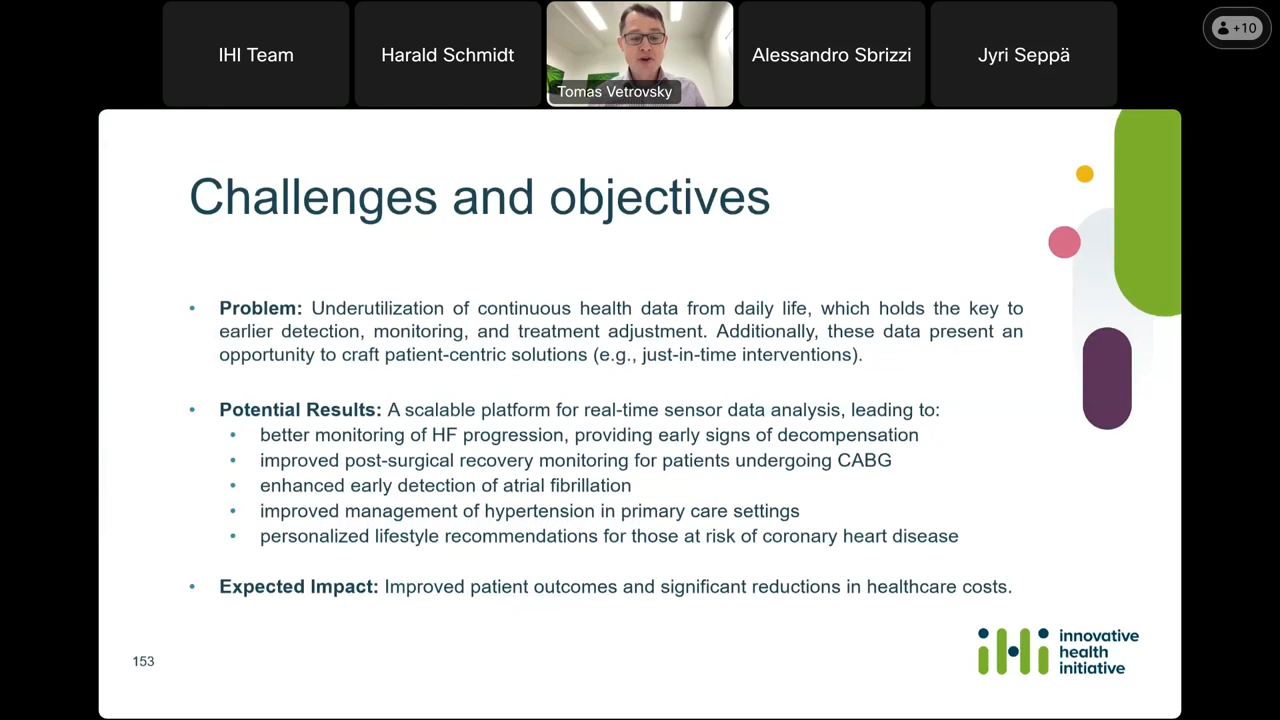 IHI Team
Harald Schmidt
Tomas Vetrovsky
Alessandro Sbrizzi
Jyri Seppä
+10
Challenges and objectives
• Problem: Underutilization of continuous health data from daily life, which holds the key to
earlier detection, monitoring, and treatment adjustment. Additionally, these data present an
opportunity to craft patient-centric solutions (e.g., just-in-time interventions).
• Potential Results: A scalable platform for real-time sensor data analysis, leading to:
• better monitoring of HF progression, providing early signs of decompensation
• improved post-surgical recovery monitoring for patients undergoing CABG
• enhanced early detection of atrial fibrillation
• improved management of hypertension in primary care settings
• personalized lifestyle recommendations for those at risk of coronary heart disease
• Expected Impact: Improved patient outcomes and significant reductions in healthcare costs.
153
iHi
innovative
health
initiative